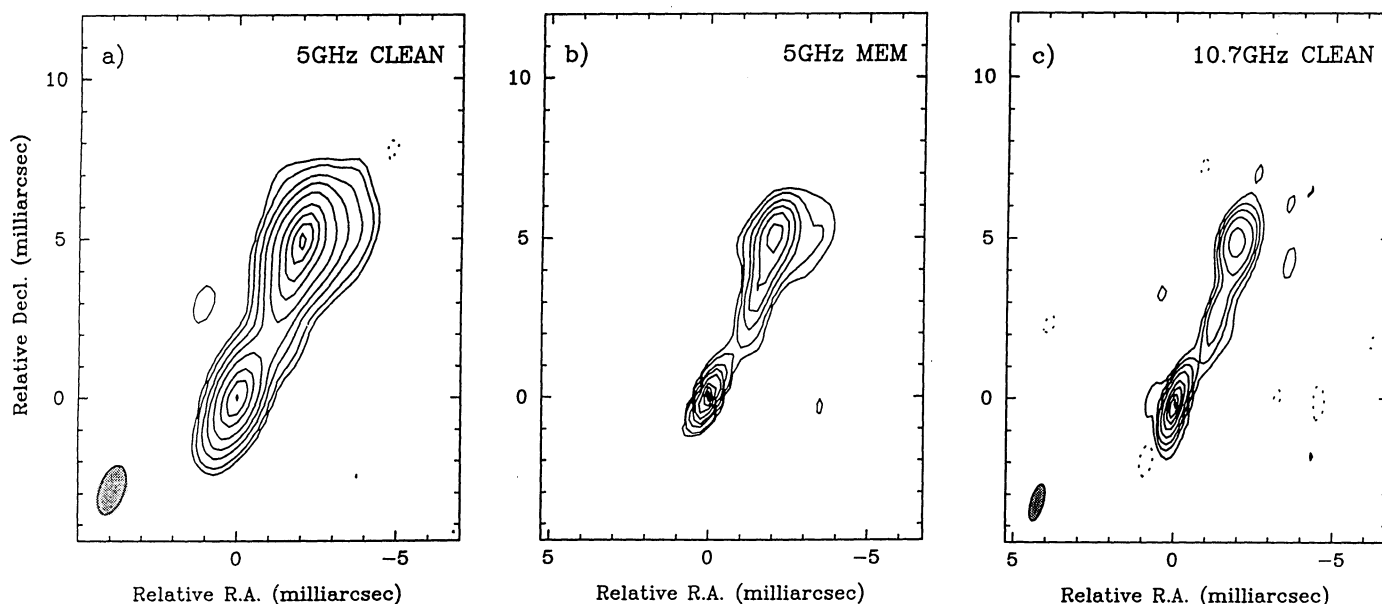 a) 5GHz CLEAN
10
5
0
0
−5
Relative R.A. (milliarcsec)
Relative Decl. (milliarcsec)
b) 5GHz MEM
10
5
0
5
0
−5
Relative R.A. (milliarcsec)
c) 10.7GHz CLEAN
10
5
0
5
0
−5
Relative R.A. (milliarcsec)